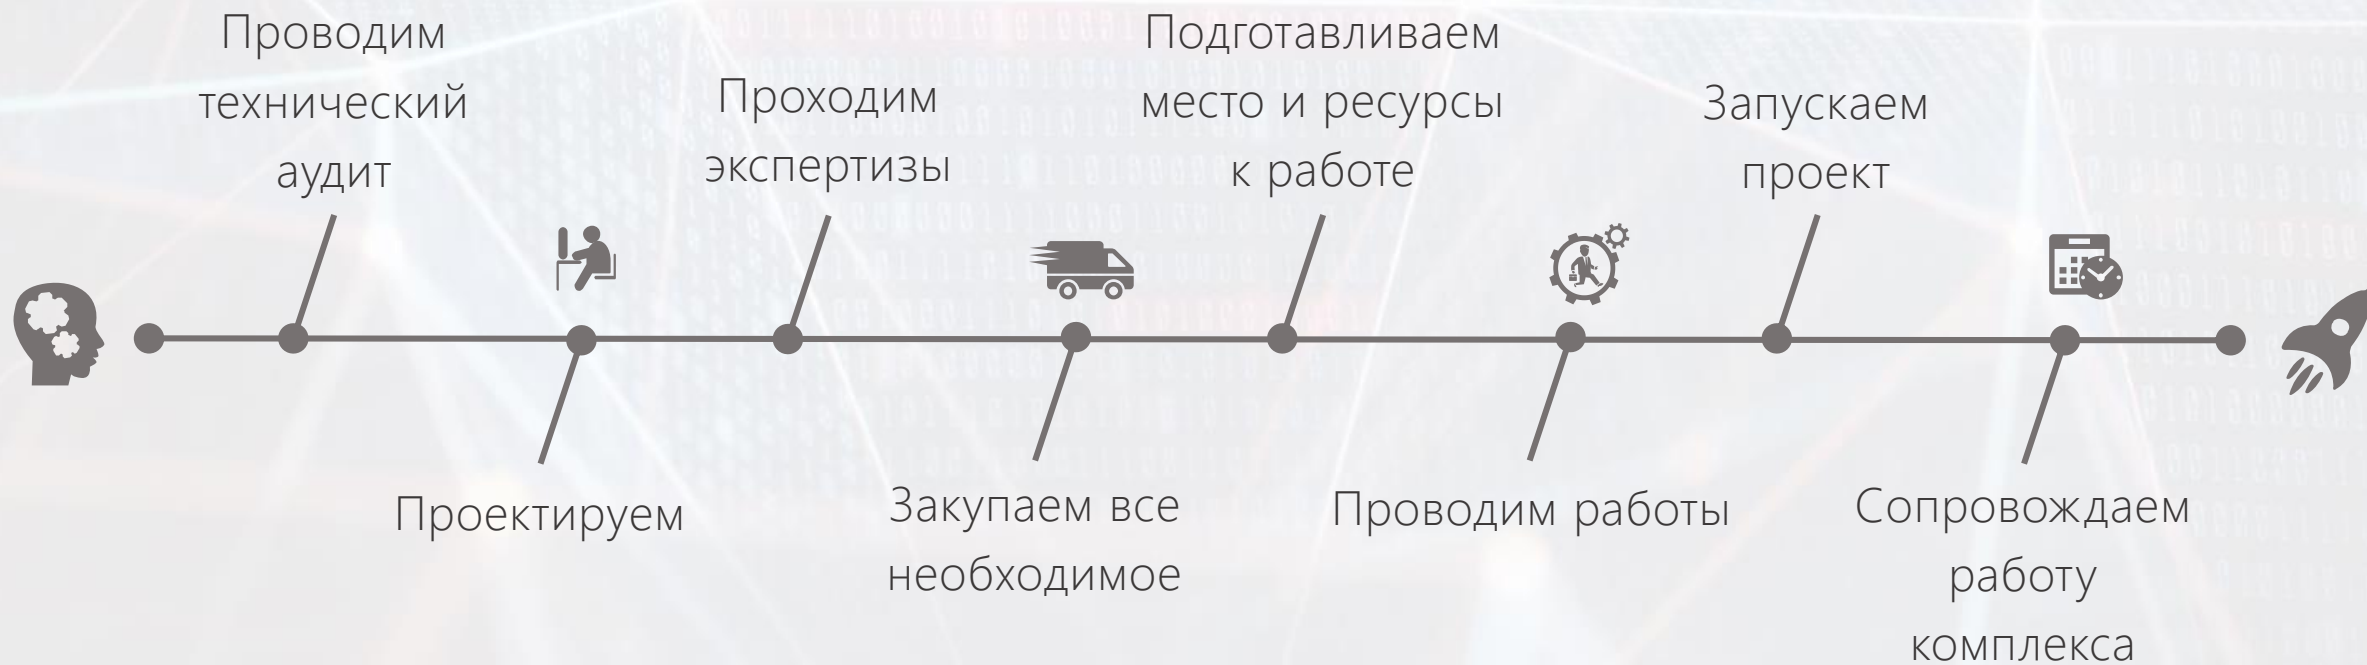 Проводим
технический
аудит
Проектируем
Проходим
экспертизы
Закупаем все
необходимое
Подготавливаем
место и ресурсы
к работе
Проводим работы
Запускаем
проект
Сопровождаем
работу
комплекса